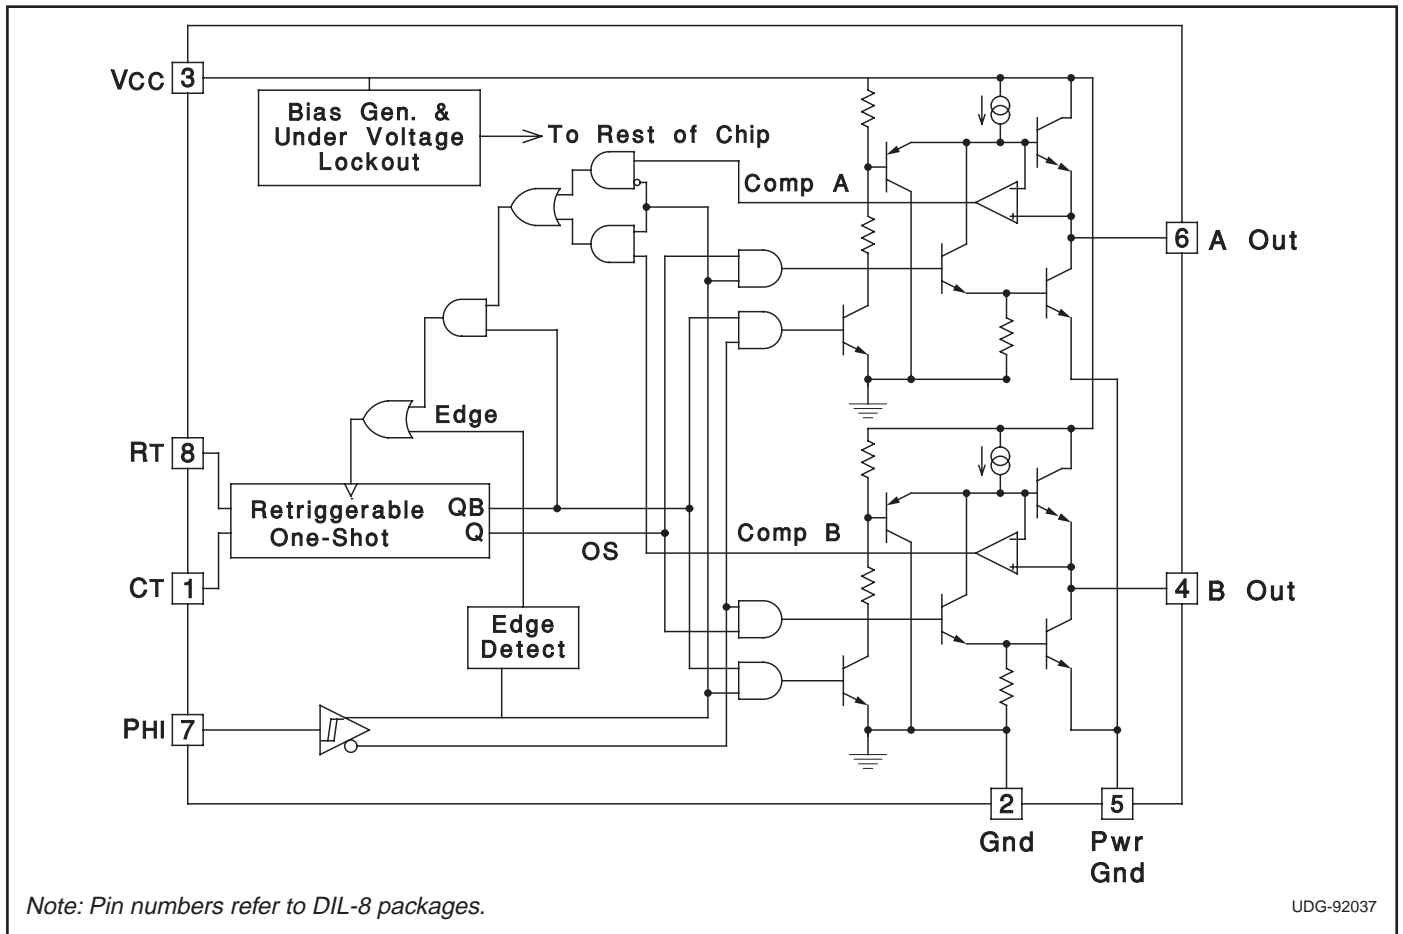 VCC 3
Bias Gen. &
Under Voltage
Lockout
To Rest of Chip
Comp A
+
6 A Out
Edge
RT 8
Retriggerable
One-Shot
QB
Q
OS
CT 1
Comp B
+
4 B Out
Edge
Detect
PHI 7
2
Gnd
5
Pwr
Gnd
Note: Pin numbers refer to DIL-8 packages.
UDG-92037